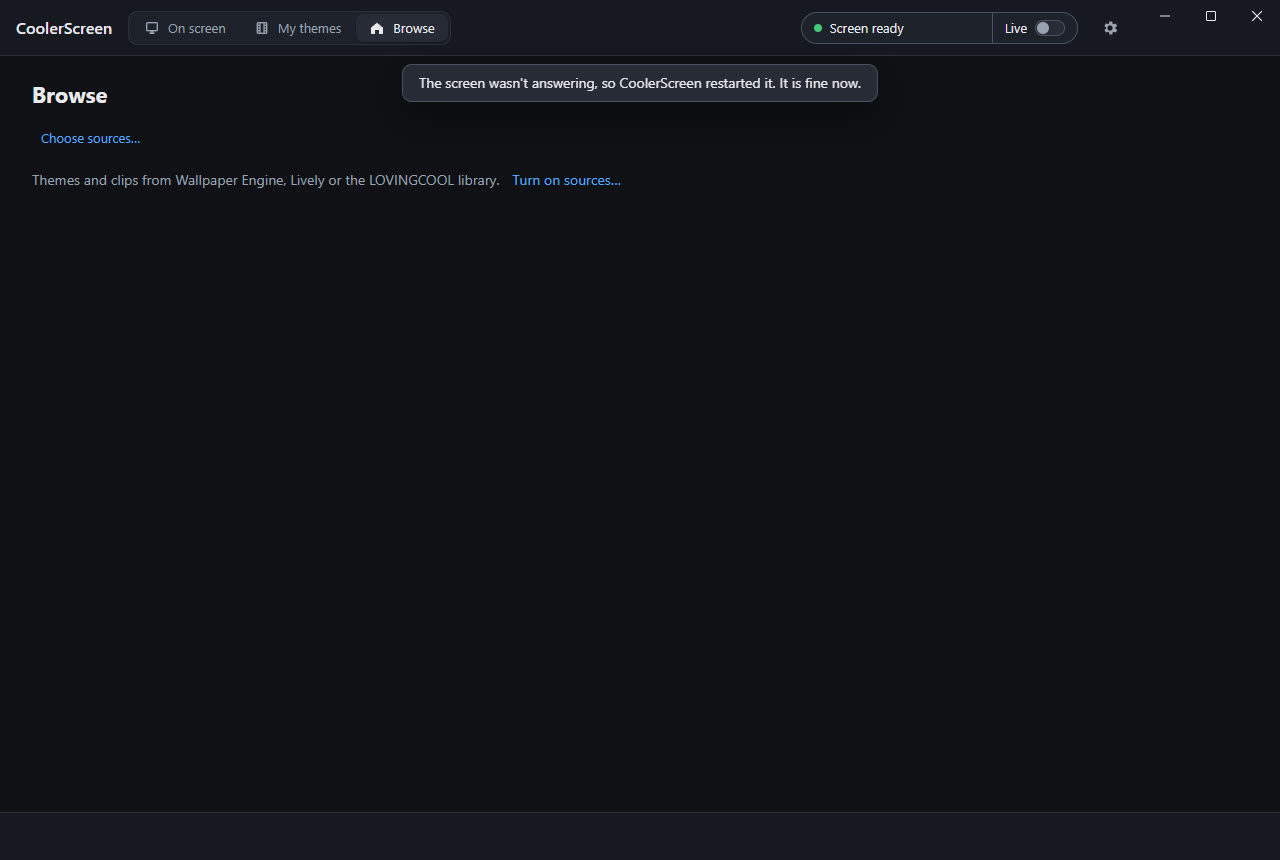 CoolerScreen
On screen
My themes
Browse
Screen ready
Live
The screen wasn't answering, so CoolerScreen restarted it. It is fine now.
Browse
Choose sources...
Themes and clips from Wallpaper Engine, Lively or the LOVINGCOOL library. Turn on sources...